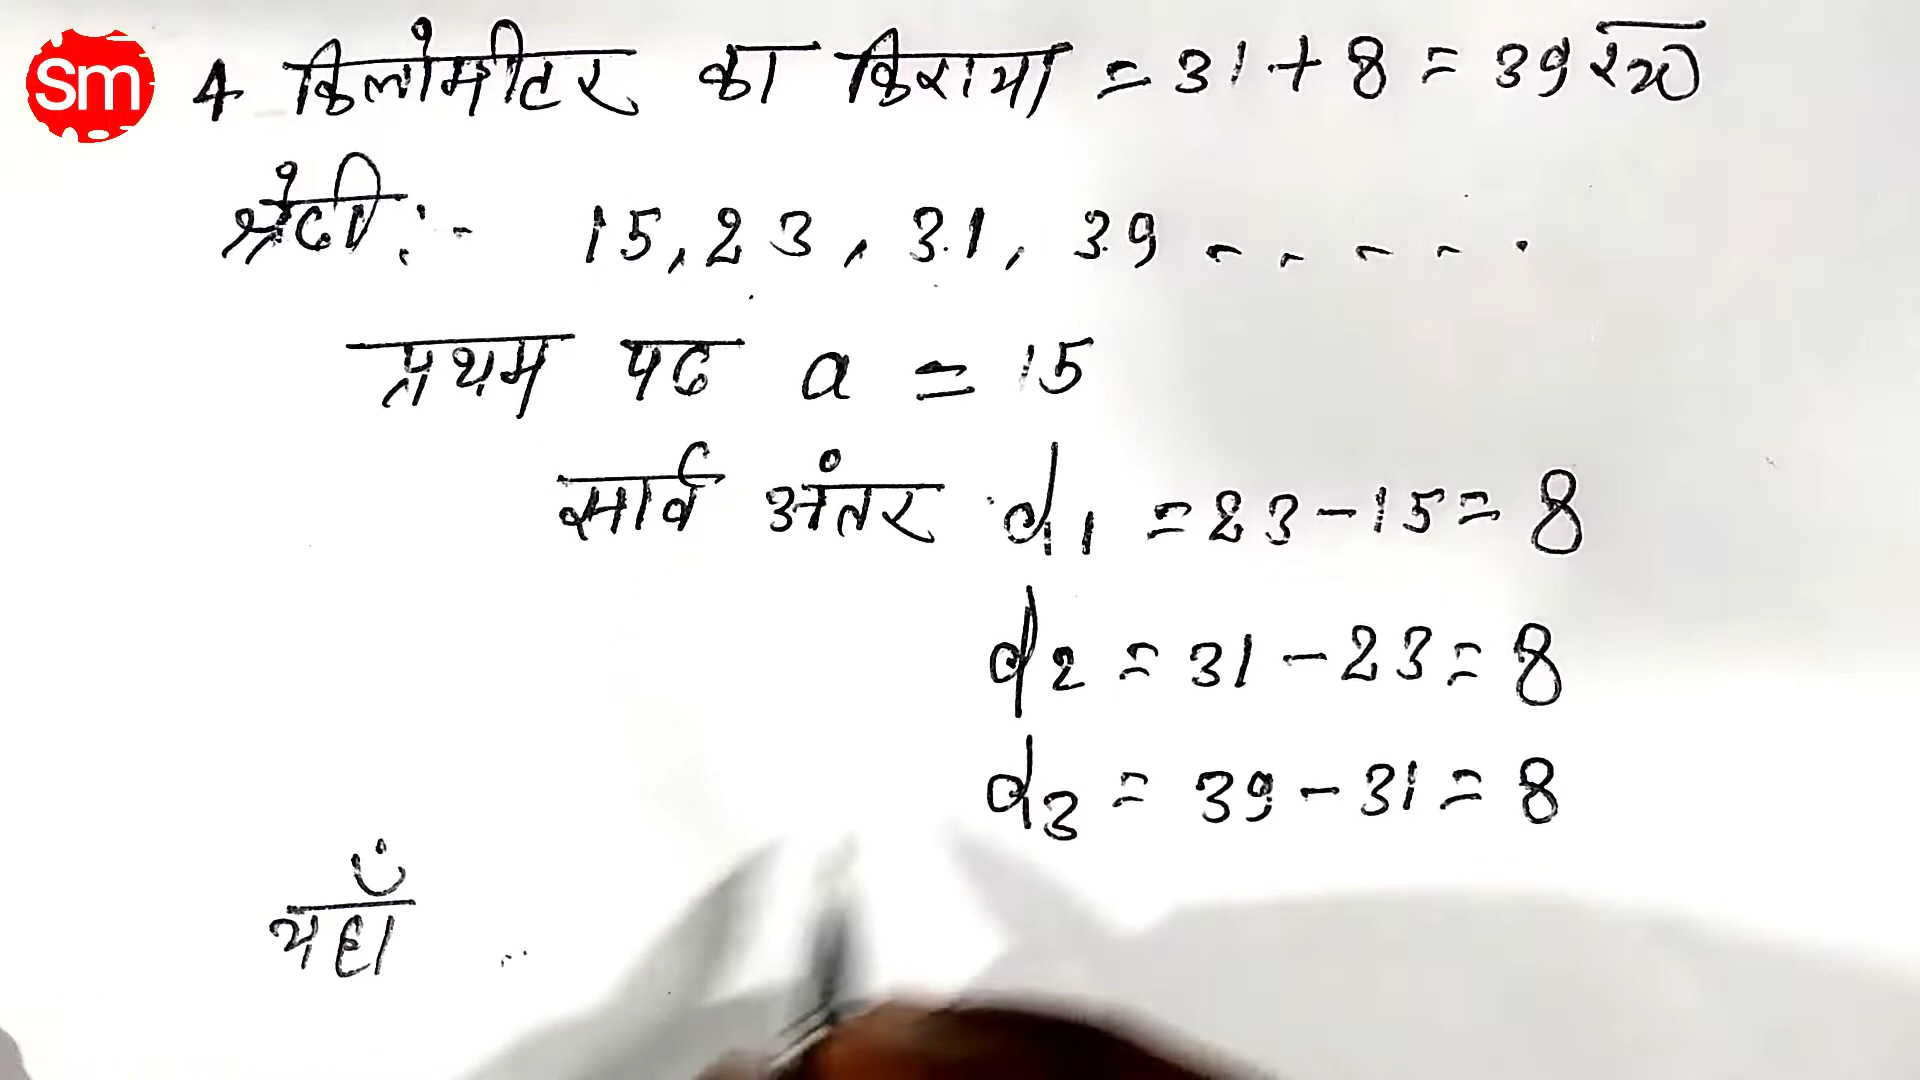 Sm
4 किलोमीटर का किराया = 31 + 8 = 39 रू०
श्रेढी :- 15, 23, 31, 39 - - - - - .
प्रथम पद a = 15
सार्व अंतर d1 = 23 - 15 = 8
d2 = 31 - 23 = 8
d3 = 39 - 31 = 8
यहाँ